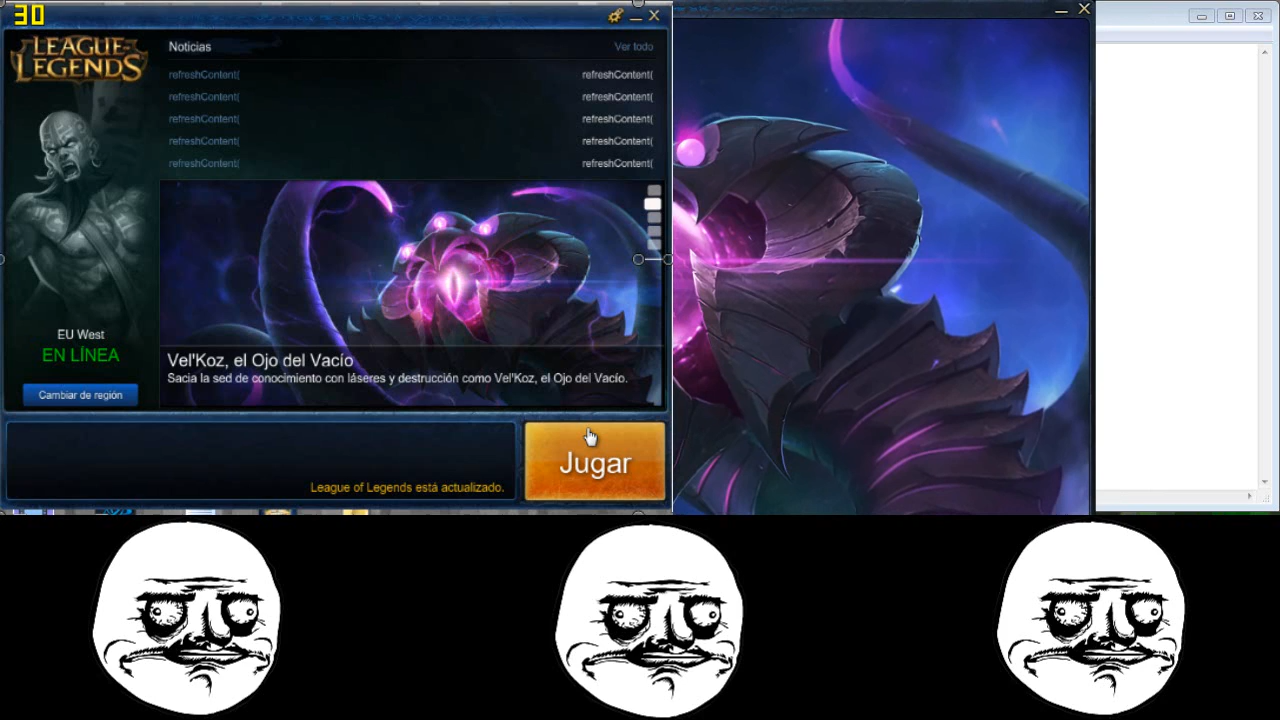 30
LEAGUE OF
LEGENDS
Noticias
Ver todo
refreshContent( refreshContent(
refreshContent( refreshContent(
refreshContent( refreshContent(
refreshContent( refreshContent(
refreshContent( refreshContent(
EU West
EN LÍNEA
Cambiar de región
Vel'Koz, el Ojo del Vacío
Sacia la sed de conocimiento con láseres y destrucción como Vel'Koz, el Ojo del Vacío.
Jugar
League of Legends está actualizado.